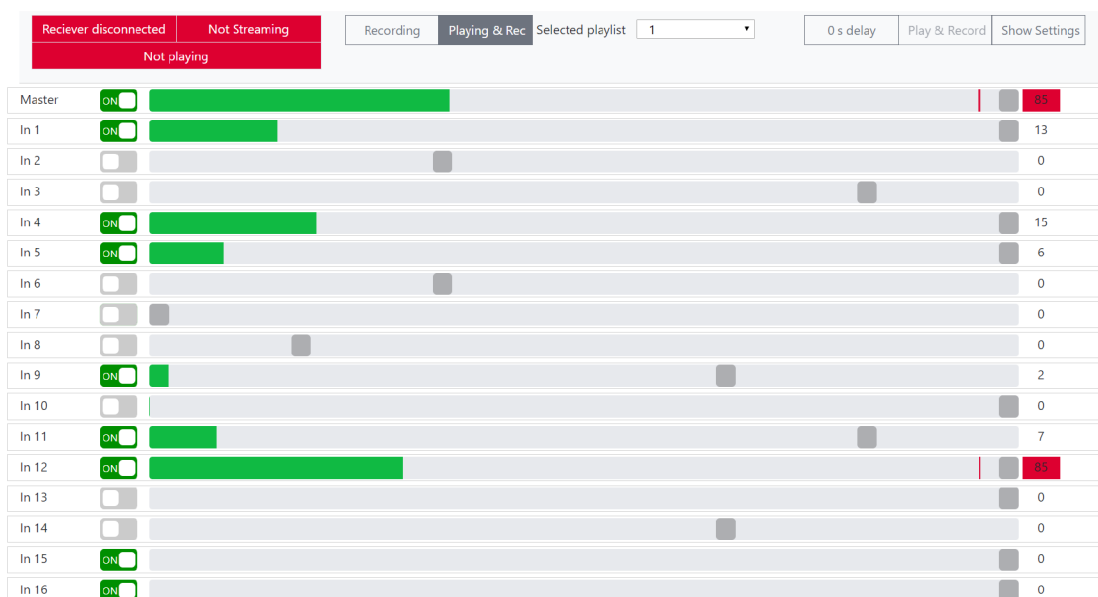 Reciever disconnected Not Streaming Recording Playing & Rec Selected playlist 1 0 s delay Play & Record Show Settings
Not playing
Master ON 85
In 1 ON 13
In 2 0
In 3 0
In 4 ON 15
In 5 ON 6
In 6 0
In 7 0
In 8 0
In 9 ON 2
In 10 0
In 11 ON 7
In 12 ON 85
In 13 0
In 14 0
In 15 ON 0
In 16 ON 0